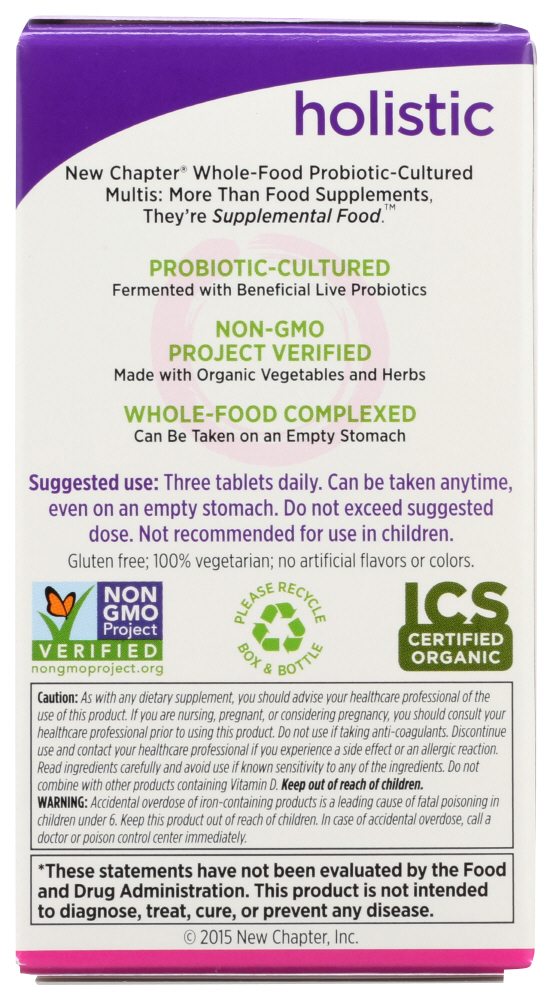 holistic
New Chapter® Whole-Food Probiotic-Cultured
Multis: More Than Food Supplements,
They're Supplemental Food.™
PROBIOTIC-CULTURED
Fermented with Beneficial Live Probiotics
NON-GMO
PROJECT VERIFIED
Made with Organic Vegetables and Herbs
WHOLE-FOOD COMPLEXED
Can Be Taken on an Empty Stomach
Suggested use: Three tablets daily. Can be taken anytime,
even on an empty stomach. Do not exceed suggested
dose. Not recommended for use in children.
Gluten free; 100% vegetarian; no artificial flavors or colors.
NON
GMO
Project
VERIFIED
nongmoproject.org
PLEASE RECYCLE
BOX & BOTTLE
ICS
CERTIFIED
ORGANIC
Caution: As with any dietary supplement, you should advise your healthcare professional of the
use of this product. If you are nursing, pregnant, or considering pregnancy, you should consult your
healthcare professional prior to using this product. Do not use if taking anti-coagulants. Discontinue
use and contact your healthcare professional if you experience a side effect or an allergic reaction.
Read ingredients carefully and avoid use if known sensitivity to any of the ingredients. Do not
combine with other products containing Vitamin D. Keep out of reach of children.
WARNING: Accidental overdose of iron-containing products is a leading cause of fatal poisoning in
children under 6. Keep this product out of reach of children. In case of accidental overdose, call a
doctor or poison control center immediately.
*These statements have not been evaluated by the Food
and Drug Administration. This product is not intended
to diagnose, treat, cure, or prevent any disease.
© 2015 New Chapter, Inc.